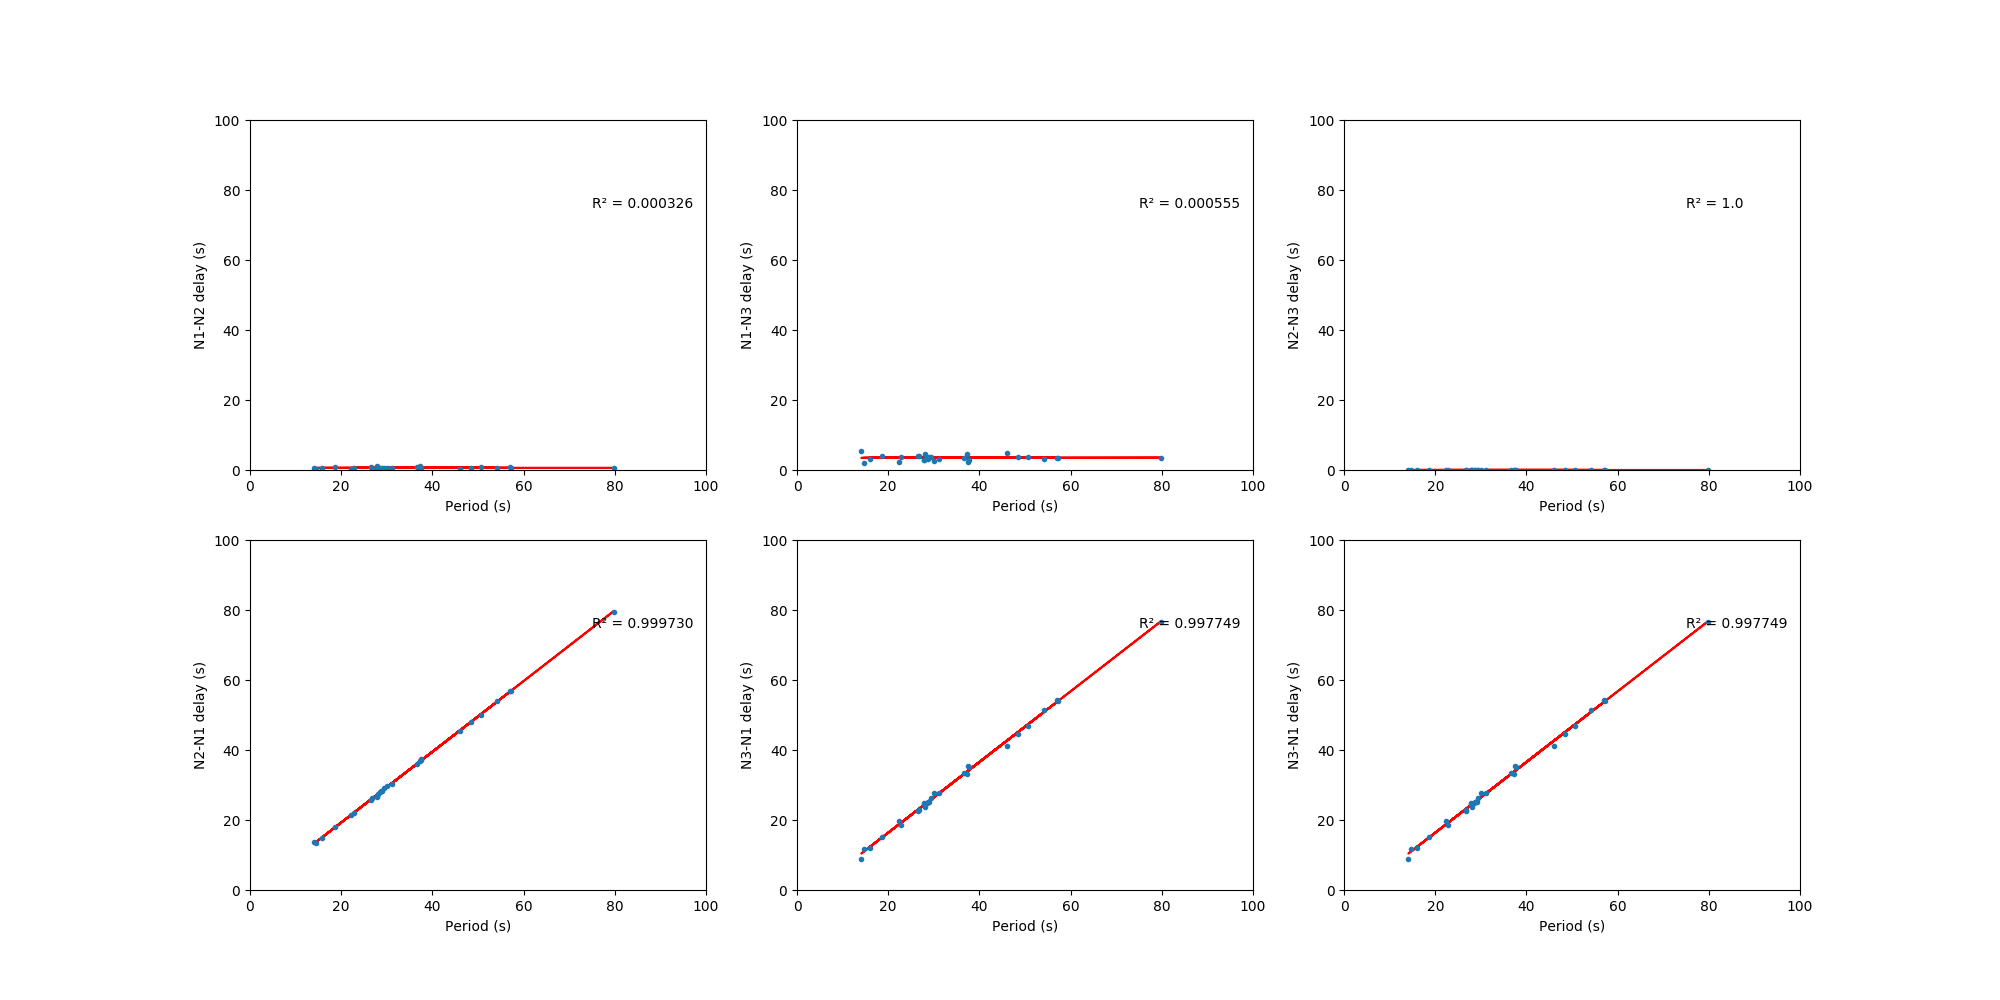 100
80
60
40
20
0
N1-N2 delay (s)
R² = 0.000326
0 20 40 60 80 100
Period (s)
100
80
60
40
20
0
N1-N3 delay (s)
R² = 0.000555
0 20 40 60 80 100
Period (s)
100
80
60
40
20
0
N2-N3 delay (s)
R² = 1.0
0 20 40 60 80 100
Period (s)
100
80
60
40
20
0
N2-N1 delay (s)
R² = 0.999730
0 20 40 60 80 100
Period (s)
100
80
60
40
20
0
N3-N1 delay (s)
R² = 0.997749
0 20 40 60 80 100
Period (s)
100
80
60
40
20
0
N3-N1 delay (s)
R² = 0.997749
0 20 40 60 80 100
Period (s)